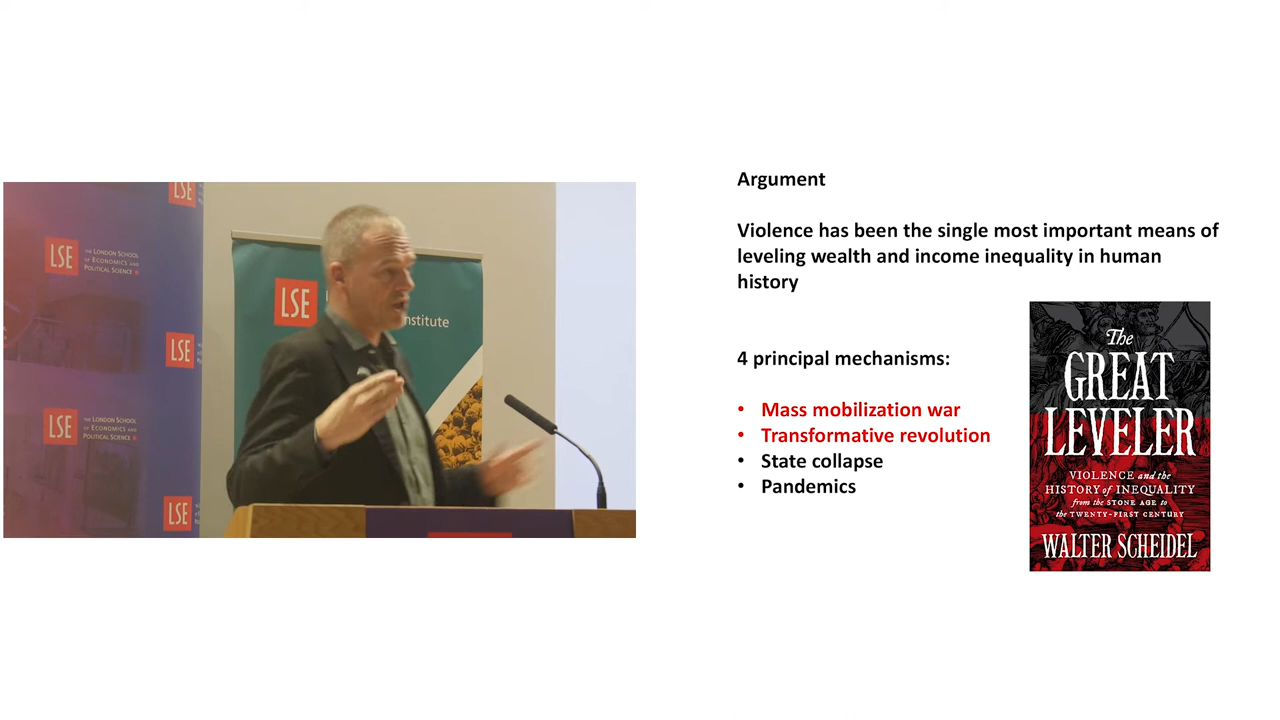 LSE
LSE
THE LONDON SCHOOL
OF ECONOMICS AND
POLITICAL SCIENCE
LSE
nstitute
LSE
LSE
THE LONDON SCHOOL
OF ECONOMICS AND
POLITICAL SCIENCE
LSE
Argument
Violence has been the single most important means of
leveling wealth and income inequality in human
history
4 principal mechanisms:
• Mass mobilization war
• Transformative revolution
• State collapse
• Pandemics
The
GREAT
LEVELER
VIOLENCE and the
HISTORY of INEQUALITY
from the STONE AGE to
the TWENTY-FIRST CENTURY
WALTER SCHEIDEL